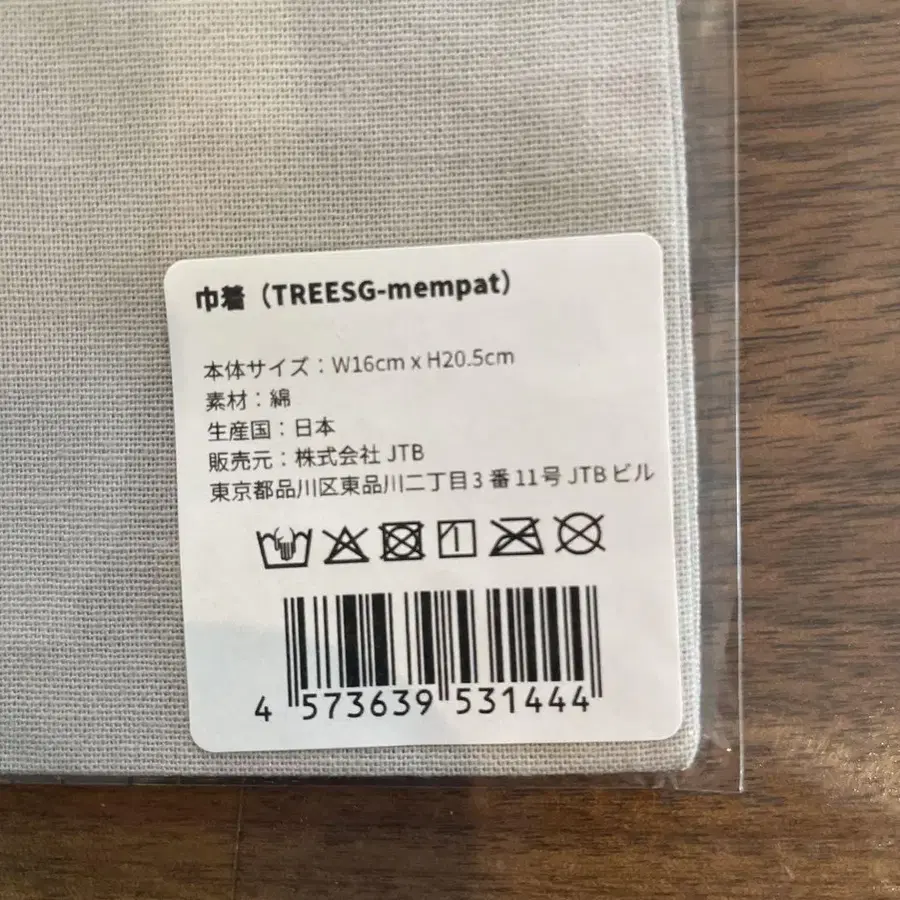 巾着（TREESG-mempat）
本体サイズ：W16cm x H20.5cm
素材：綿
生産国：日本
販売元：株式会社 JTB
東京都品川区東品川二丁目3番11号 JTBビル
4 573639 531444